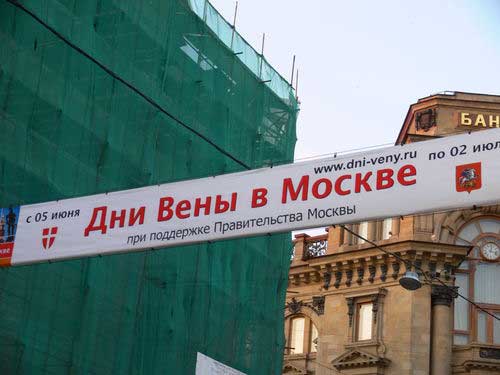 www.dni-veny.ru
с 05 июня Дни Вены в Москве по 02 июл
при поддержке Правительства Москвы
БАН